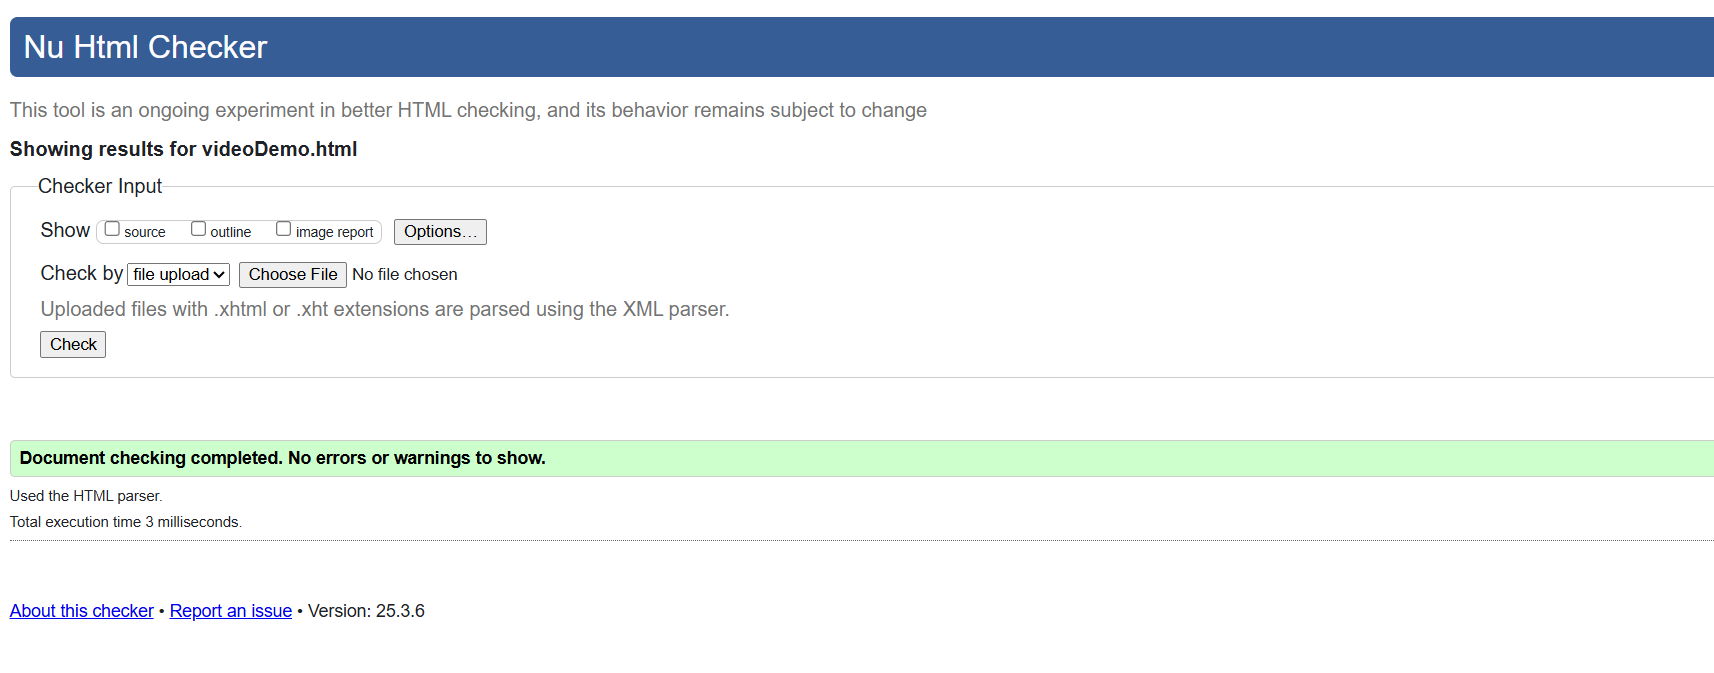 Nu Html Checker
This tool is an ongoing experiment in better HTML checking, and its behavior remains subject to change
Showing results for videoDemo.html
Checker Input
Show source outline image report Options...
Check by file upload Choose File No file chosen
Uploaded files with .xhtml or .xht extensions are parsed using the XML parser.
Check
Document checking completed. No errors or warnings to show.
Used the HTML parser.
Total execution time 3 milliseconds.
About this checker • Report an issue • Version: 25.3.6